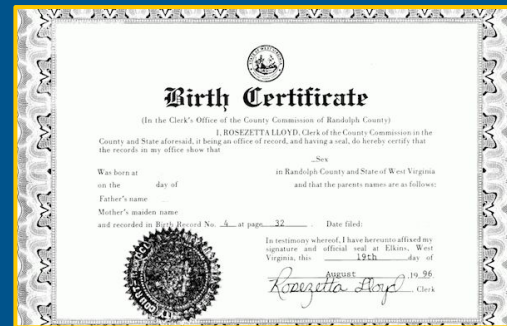 Birth Certificate
(In the Clerk's Office of the County Commission of Randolph County)
I, ROSEZETTA LLOYD, Clerk of the County Commission in the
County and State aforesaid, it being an office of record, and having a seal, do hereby certify that
the records in my office show that
Sex
Was born at in Randolph County and State of West Virginia
on the day of and that the parents names are as follows:
Father's name
Mother's maiden name
and recorded in Birth Record No. 4 at page 32 Date filed:
In testimony whereof, I have hereunto affixed my
signature and official seal at Elkins, West
Virginia, this 19th day of
August 19 96
Rosezetta Lloyd Clerk